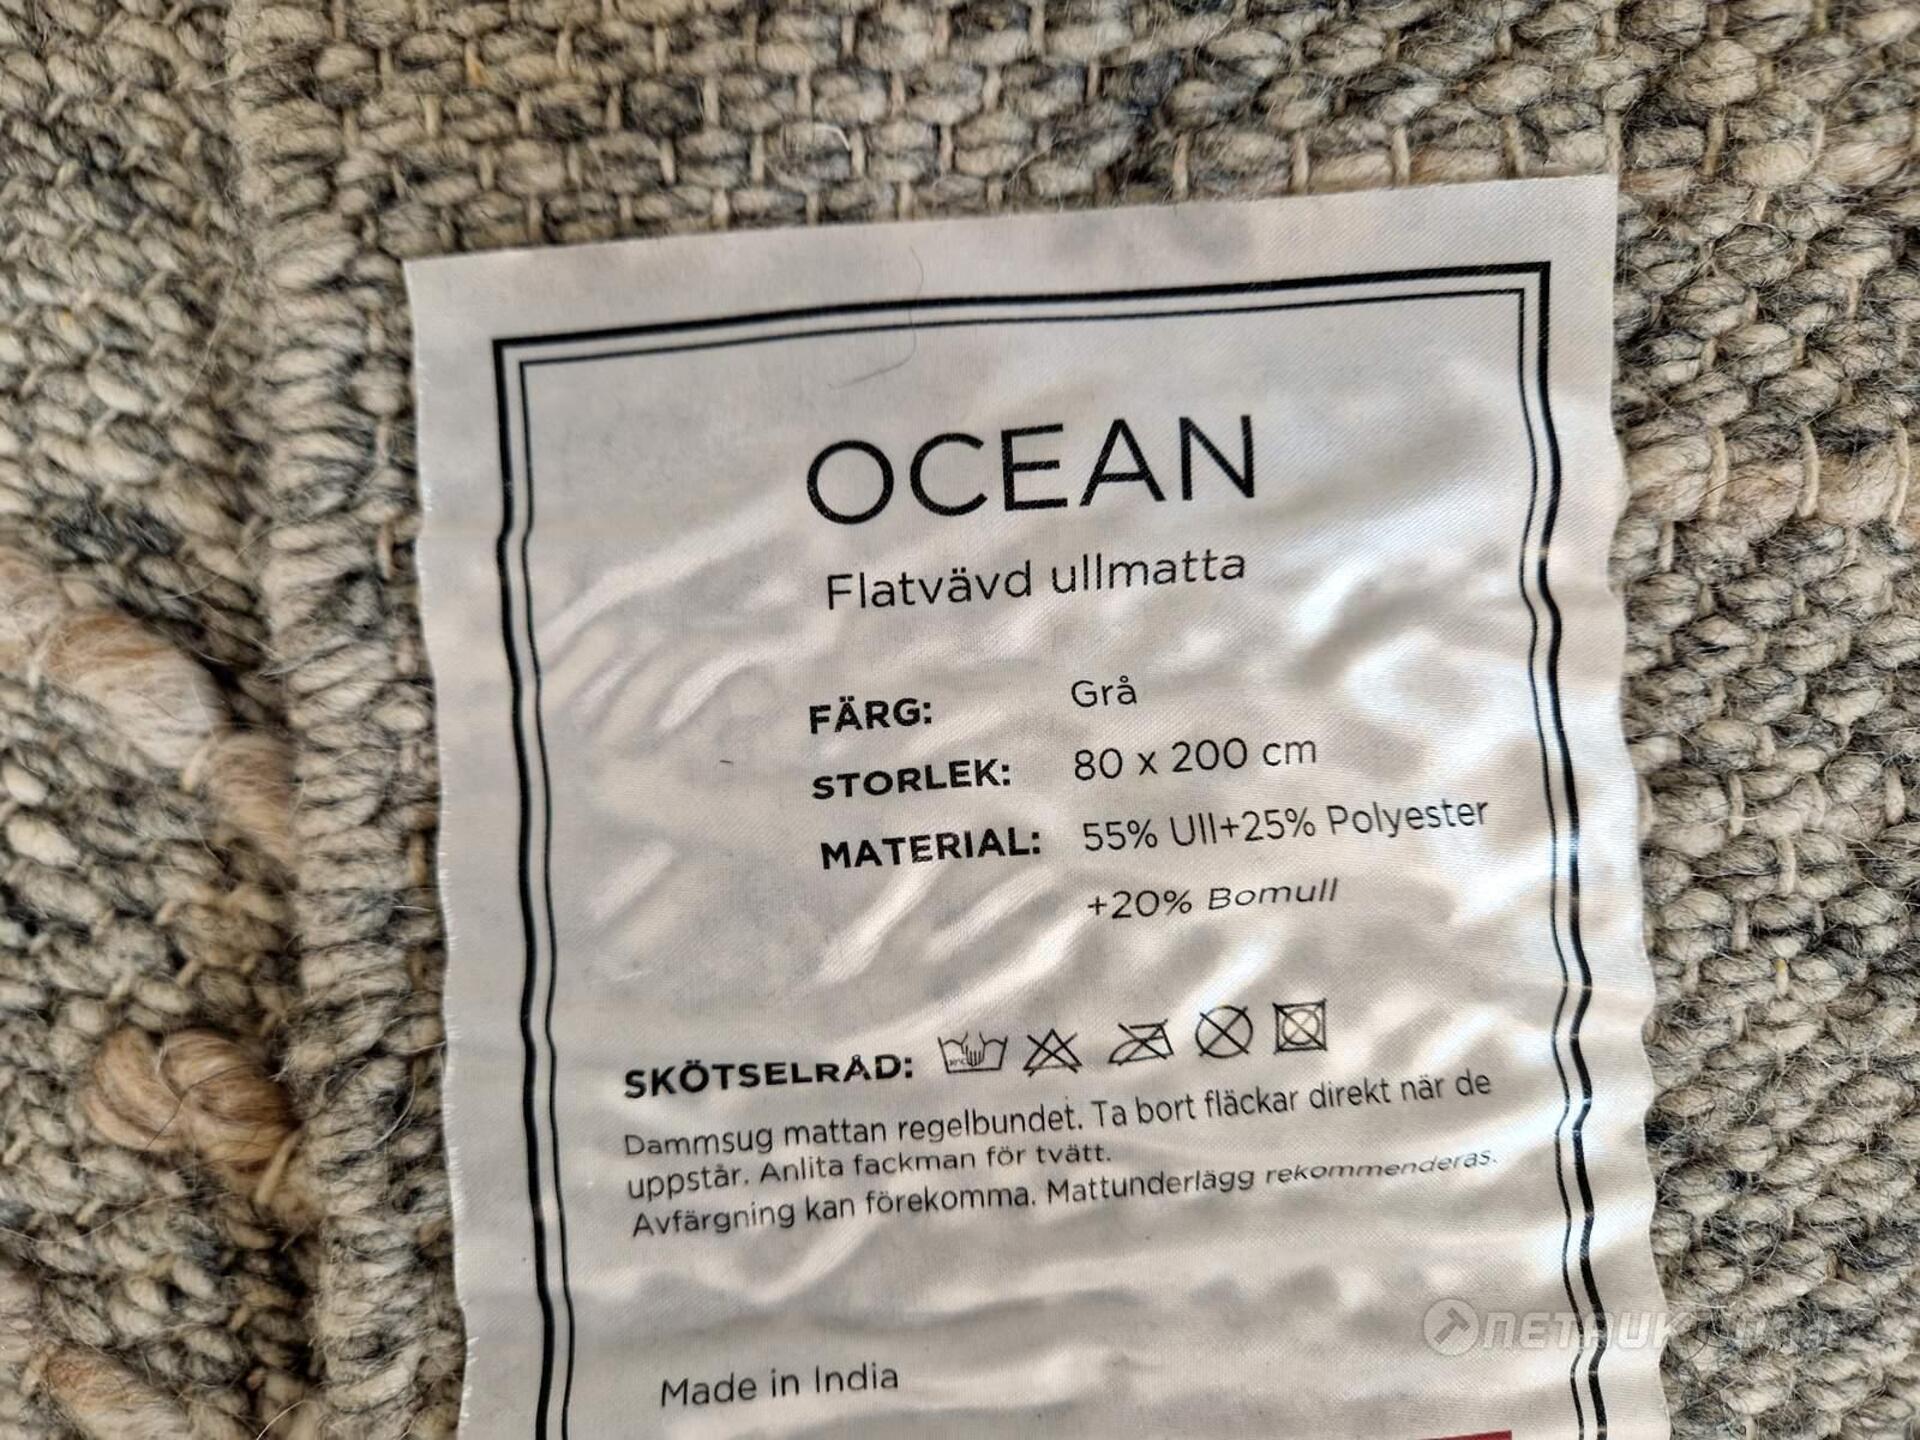 OCEAN
Flatvävd ullmatta
FÄRG: Grå
STORLEK: 80 x 200 cm
MATERIAL: 55% Ull+25% Polyester
+20% Bomull
SKÖTSELRÅD:
Dammsug mattan regelbundet. Ta bort fläckar direkt när de
uppstår. Anlita fackman för tvätt.
Avfärgning kan förekomma. Mattunderlägg rekommenderas.
Made in India